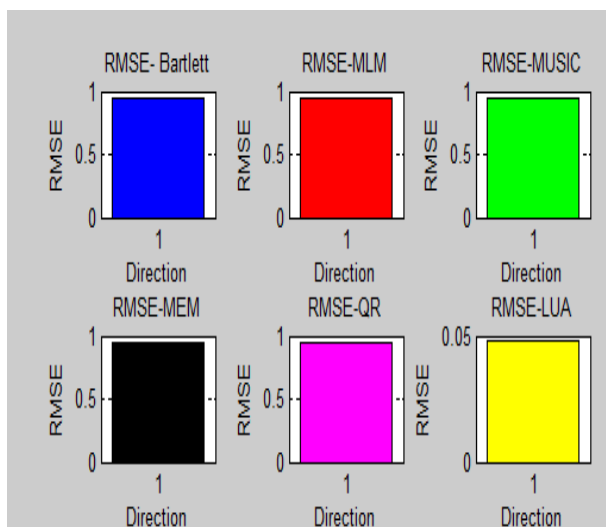 RMSE- Bartlett
RMSE
1
0.5
0
1
Direction
RMSE-MLM
RMSE
1
0.5
0
1
Direction
RMSE-MUSIC
RMSE
1
0.5
0
1
Direction
RMSE-MEM
RMSE
1
0.5
0
1
Direction
RMSE-QR
RMSE
1
0.5
0
1
Direction
RMSE-LUA
RMSE
0.05
0
1
Direction